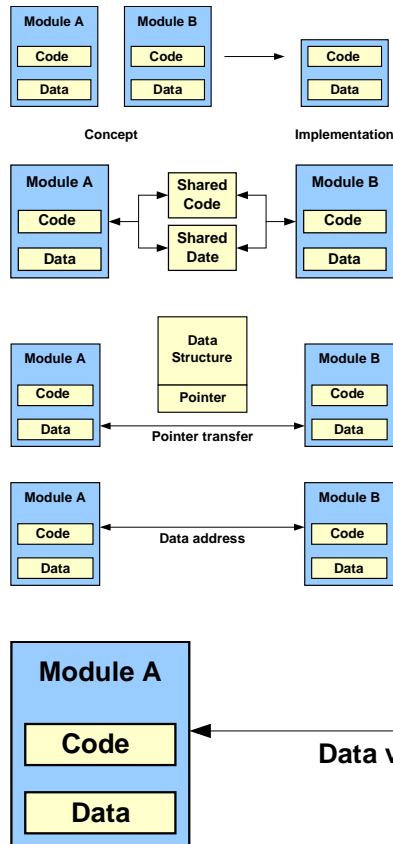 Module A Module B
Code Code Code
Data Data Data
Concept Implementation
Module A Shared Module B
Code
Code Code
Shared
Data Date Data
Data
Structure
Module A Module B
Code Pointer Code
Data Data
Pointer transfer
Module A Module B
Code Code
Data address
Data Data
Module A
Code
Data v
Data